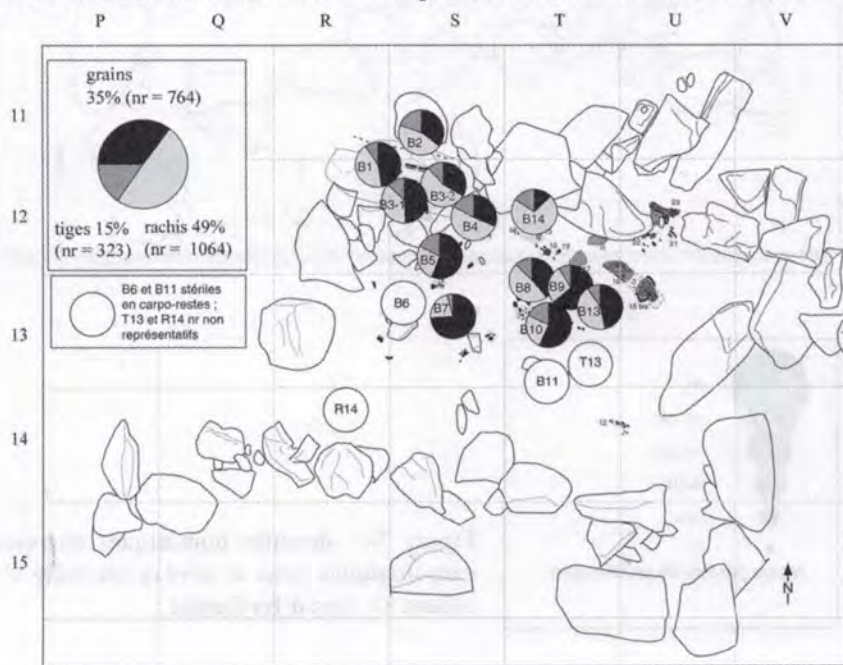 P Q R S T U V
grains
35% (nr = 764)
tiges 15% rachis 49%
(nr = 323) (nr = 1064)
B6 et B11 stériles
en carpo-restes ;
T13 et R14 nr non
représentatifs
11
12
13
14
15
B2
B1
B3-2
B3-1
B4
B14
B5
B8
B9
B6
B7
B13
B10
T13
B11
R14
12
N